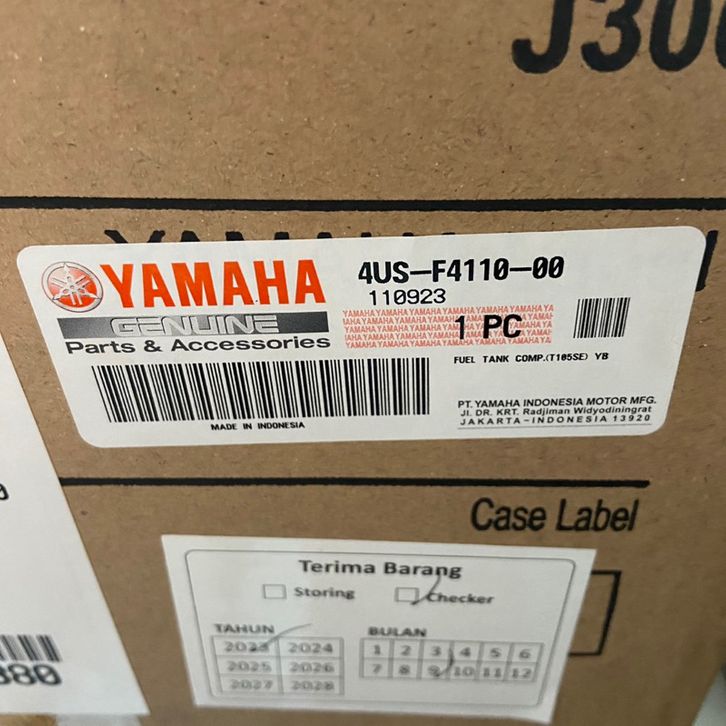 J30
YAMAHA
YAMAHA
4US-F4110-00
GENUINE
110923
Parts & Accessories
1 PC
FUEL TANK COMP.(T105SE) YB
MADE IN INDONESIA
PT. YAMAHA INDONESIA MOTOR MFG.
Jl. DR. KRT. Radjiman Widyodiningrat
JAKARTA-INDONESIA 13920
Case Label
Terima Barang
Storing
Checker
TAHUN
BULAN
2023 2024
1 2 3 4 5 6
2025 2026
7 8 9 10 11 12
2027 2028
880